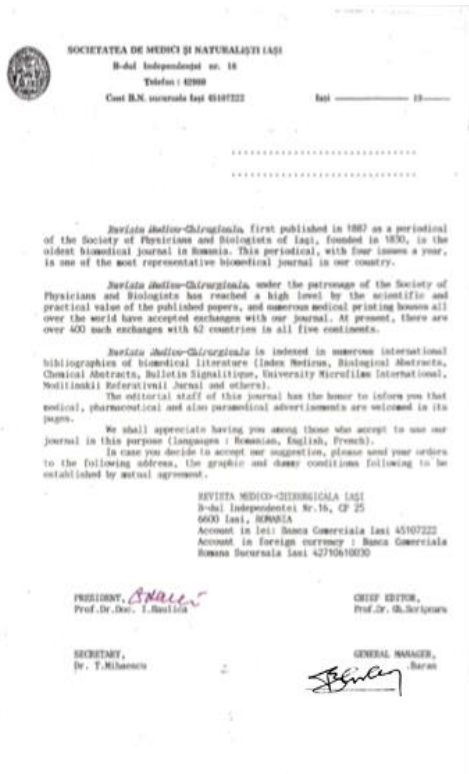 SOCIETATEA DE MEDICI ȘI NATURALIȘTI IAȘI
B-dul Independenței nr. 16
Telefon : 42980
Cont B.N. sucursala Iași 45107222
Iași 19
Revista Medico-Chirurgicala, first published in 1887 as a periodical
of the Society of Physicians and Biologists of Iași, founded in 1830, is the
oldest biomedical journal in Romania. This periodical, with four issues a year,
is one of the most representative biomedical journal in our country.
Revista Medico-Chirurgicala, under the patronage of the Society of
Physicians and Biologists has reached a high level by the scientific and
practical value of the published papers, and numerous medical printing houses all
over the world have accepted exchanges with our journal. At present, there are
over 400 such exchanges with 62 countries in all five continents.
Revista Medico-Chirurgicala is indexed in numerous international
bibliographies of biomedical literature (Index Medicus, Biological Abstracts,
Chemical Abstracts, Bulletin Signalitique, University Microfilms International,
Meditinskii Referativnii Jurnal and others).
The editorial staff of this journal has the honor to inform you that
medical, pharmaceutical and also paramedical advertisements are welcomed in its
pages.
We shall appreciate having you among those who accept to use our
journal in this purpose (languages : Romanian, English, French).
In case you decide to accept our suggestion, please send your orders
to the following address, the graphic and dummy conditions following to be
established by mutual agreement.
REVISTA MEDICO-CHIRURGICALA IAȘI
B-dul Independentei Nr.16, CP 25
6600 Iasi, ROMANIA
Account in lei: Banca Comerciala Iasi 45107222
Account in foreign currency : Banca Comerciala
Romana Sucursala Iasi 42710610030
PRESIDENT,
Prof.Dr.Doc. I.Haulica
CHIEF EDITOR,
Prof.Dr. Gh.Scripcaru
SECRETARY,
Dr. T.Mihaescu
GENERAL MANAGER,
.Baran